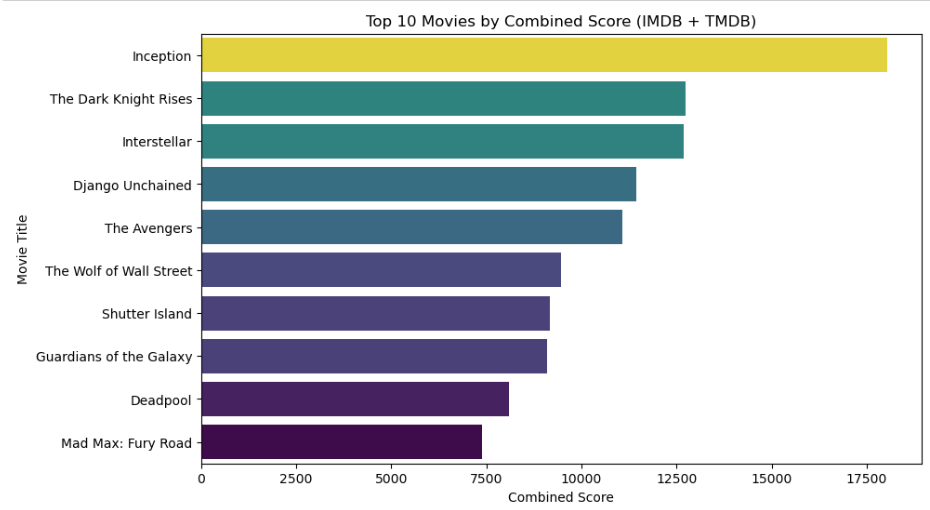 Top 10 Movies by Combined Score (IMDB + TMDB)
Movie Title
Inception
The Dark Knight Rises
Interstellar
Django Unchained
The Avengers
The Wolf of Wall Street
Shutter Island
Guardians of the Galaxy
Deadpool
Mad Max: Fury Road
0 2500 5000 7500 10000 12500 15000 17500
Combined Score